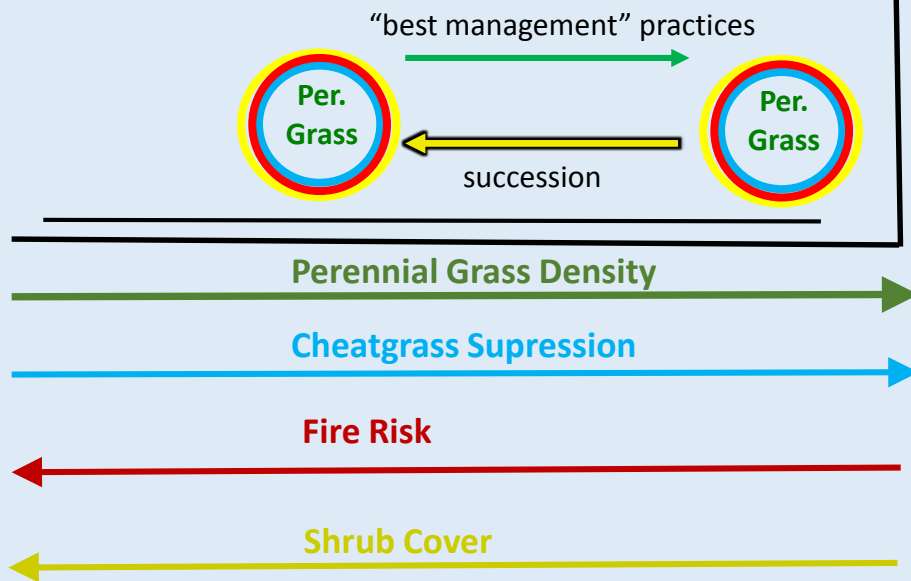 “best management” practices
Per.
Grass
Per.
Grass
succession
Perennial Grass Density
Cheatgrass Supression
Fire Risk
Shrub Cover